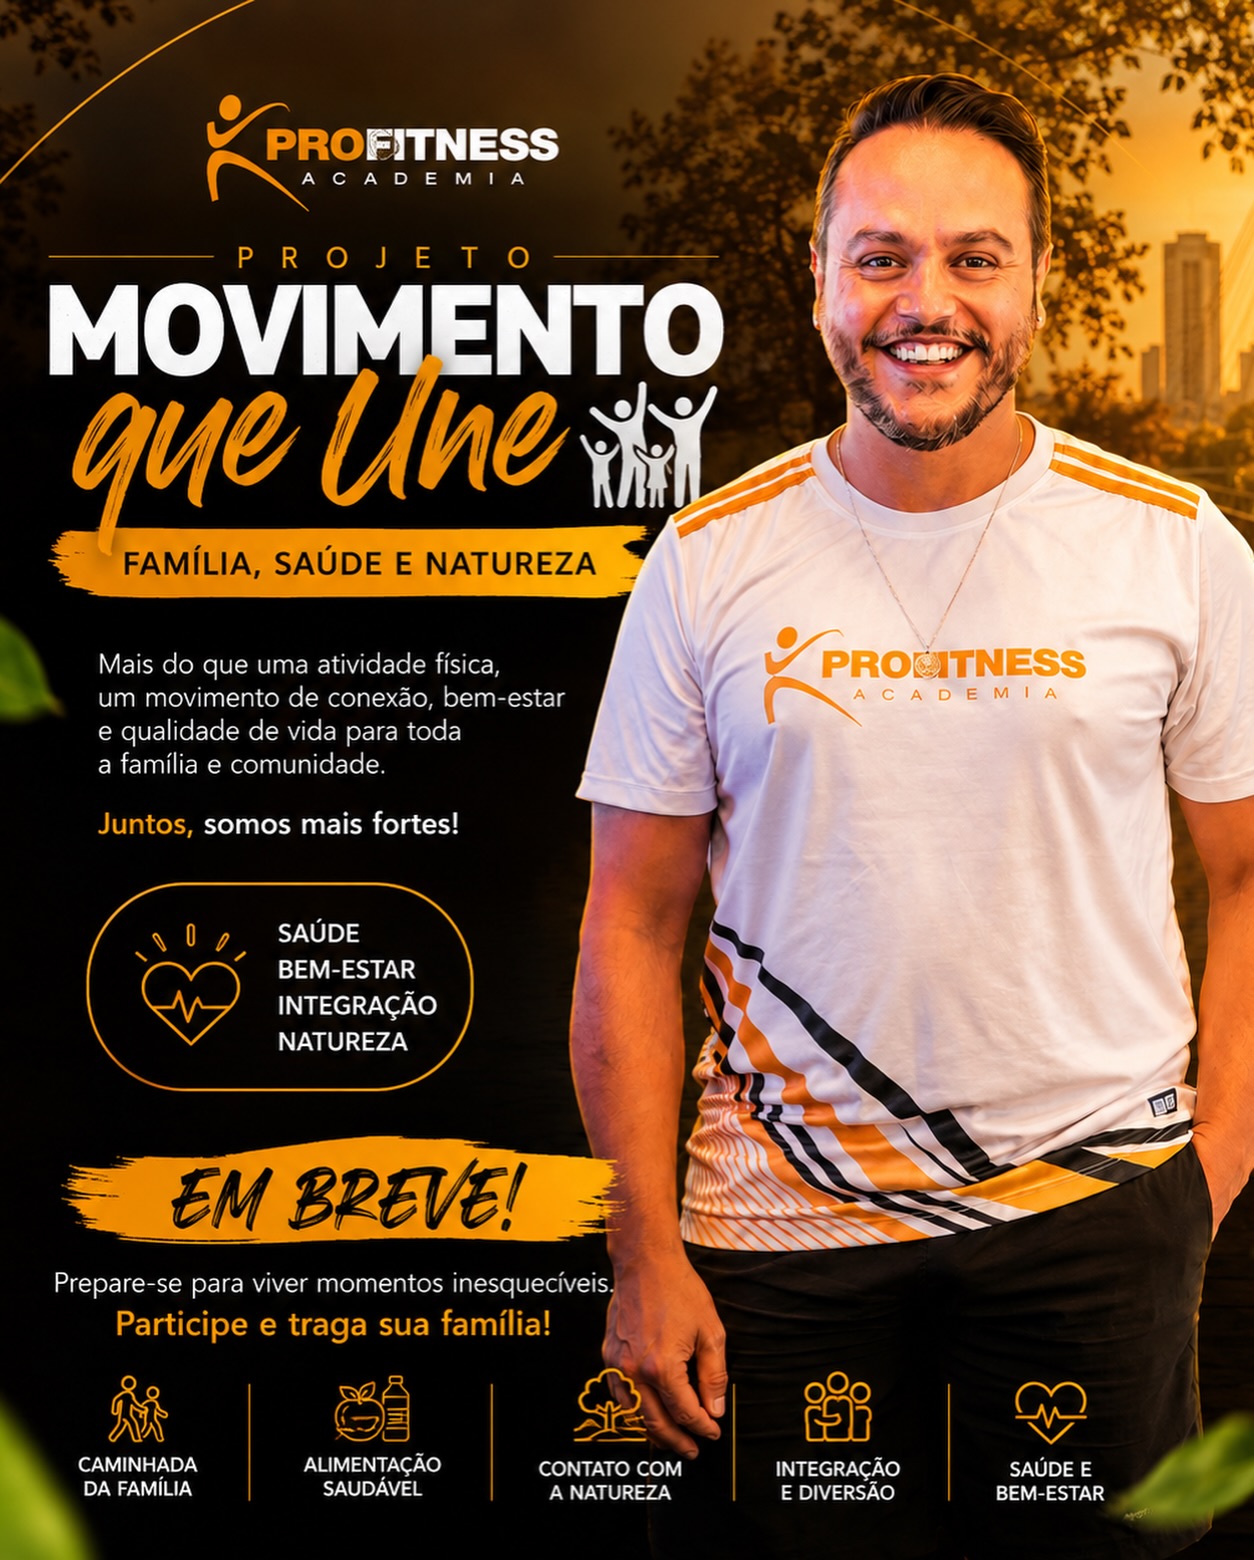 PROFITNESS
ACADEMIA
PROJETO
MOVIMENTO
que Une
FAMÍLIA, SAÚDE E NATUREZA
Mais do que uma atividade física,
um movimento de conexão, bem-estar
e qualidade de vida para toda
a família e comunidade.
Juntos, somos mais fortes!
SAÚDE
BEM-ESTAR
INTEGRAÇÃO
NATUREZA
EM BREVE!
Prepare-se para viver momentos inesquecíveis.
Participe e traga sua família!
CAMINHADA
DA FAMÍLIA
ALIMENTAÇÃO
SAUDÁVEL
CONTATO COM
A NATUREZA
INTEGRAÇÃO
E DIVERSÃO
SAÚDE E
BEM-ESTAR
PROFITNESS
ACADEMIA